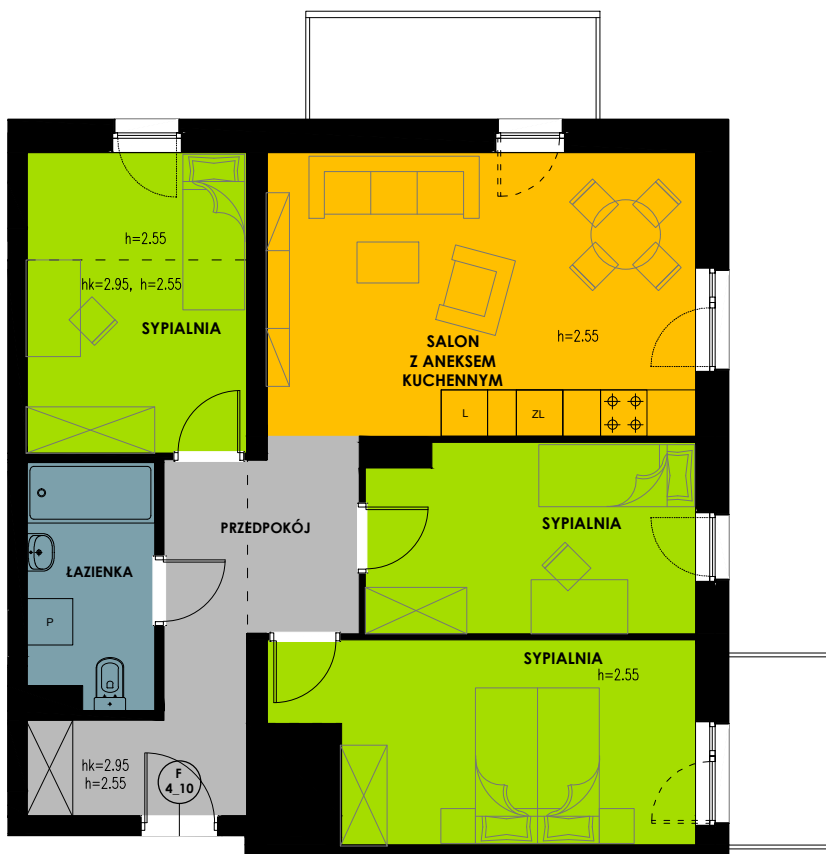 h=2.55
hk=2.95, h=2.55
SYPIALNIA
SALON
Z ANEKSEM
KUCHENNYM
h=2.55
L
ZL
PRZEDPOKÓJ
SYPIALNIA
ŁAZIENKA
P
SYPIALNIA
h=2.55
hk=2.95
h=2.55
F
4_10